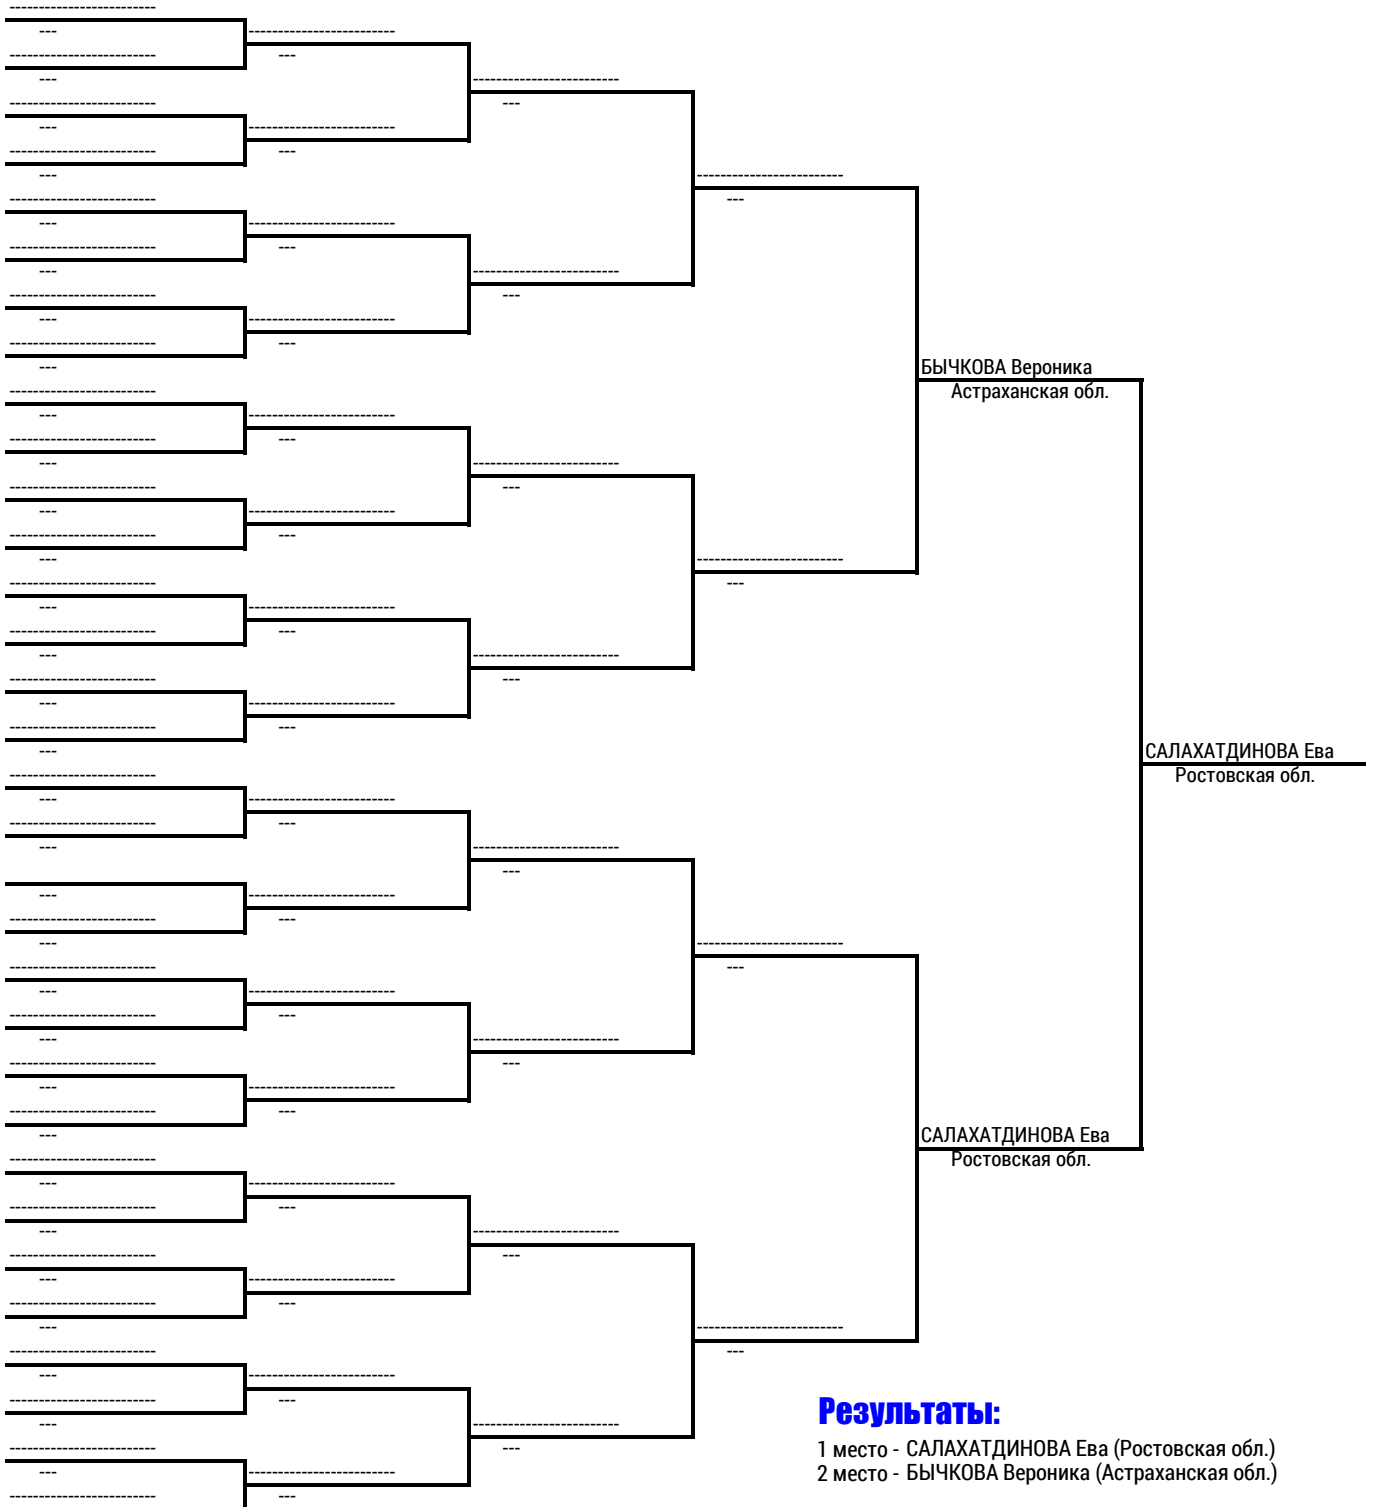 БЫЧКОВА Вероника
Астраханская обл.
САЛАХАТДИНОВА Ева
Ростовская обл.
САЛАХАТДИНОВА Ева
Ростовская обл.
Результаты:
1 место - САЛАХАТДИНОВА Ева (Ростовская обл.)
2 место - БЫЧКОВА Вероника (Астраханская обл.)